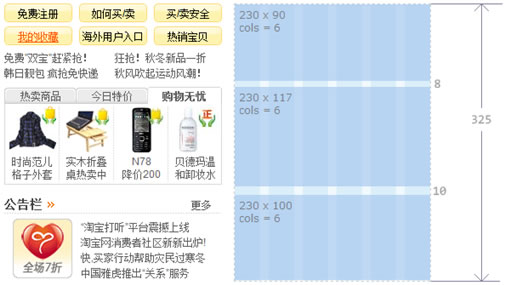 免费注册 如何买/卖 买/卖安全
我的收藏 海外用户入口 热销宝贝
免费"双宝"赶紧抢! 狂抢! 秋冬新品一折
韩日靓包 疯抢免快递 秋风吹起运动风潮!
热卖商品 今日特价 购物无忧
正
时尚范儿 实木折叠 N78 贝德玛温
格子外套 桌热卖中 降价200 和卸妆水
公告栏 » 更多
全场7折
"淘宝打听"平台震撼上线
淘宝网消费者社区新新出炉!
快,买家行动帮助灾民过寒冬
中国雅虎推出"关系"服务
230 x 90
cols = 6
8
230 x 117
cols = 6
325
10
230 x 100
cols = 6